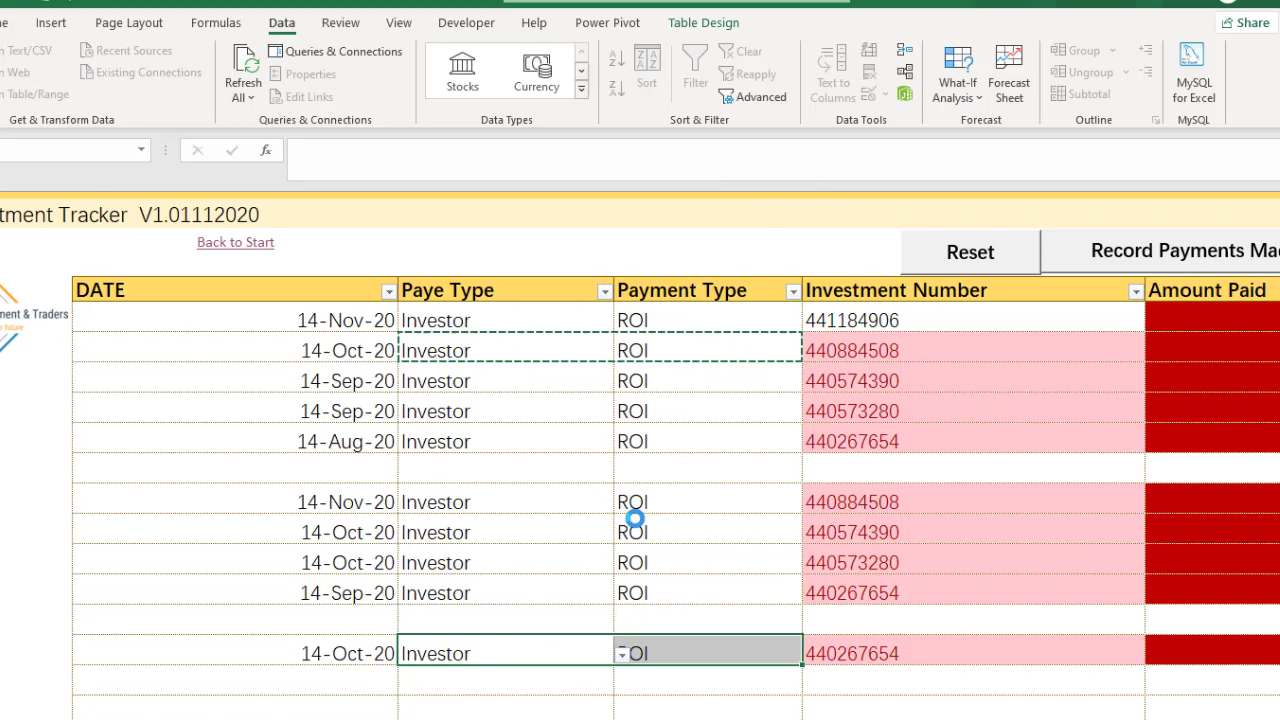 Insert Page Layout Formulas Data Review View Developer Help Power Pivot Table Design Share
Text/CSV Recent Sources
Web Existing Connections
Table/Range
Get & Transform Data
Refresh All
Queries & Connections
Properties
Edit Links
Queries & Connections
Stocks Currency
Data Types
Sort Filter
Clear
Reapply
Advanced
Sort & Filter
Text to Columns
Data Tools
What-If Analysis
Forecast Sheet
Forecast
Group
Ungroup
Subtotal
Outline
MySQL for Excel
MySQL
fx
tment Tracker V1.01112020
Back to Start
Reset Record Payments Ma
ment & Traders
DATE Paye Type Payment Type Investment Number Amount Paid
14-Nov-20 Investor ROI 441184906
14-Oct-20 Investor ROI 440884508
14-Sep-20 Investor ROI 440574390
14-Sep-20 Investor ROI 440573280
14-Aug-20 Investor ROI 440267654
14-Nov-20 Investor ROI 440884508
14-Oct-20 Investor ROI 440574390
14-Oct-20 Investor ROI 440573280
14-Sep-20 Investor ROI 440267654
14-Oct-20 Investor ROI 440267654